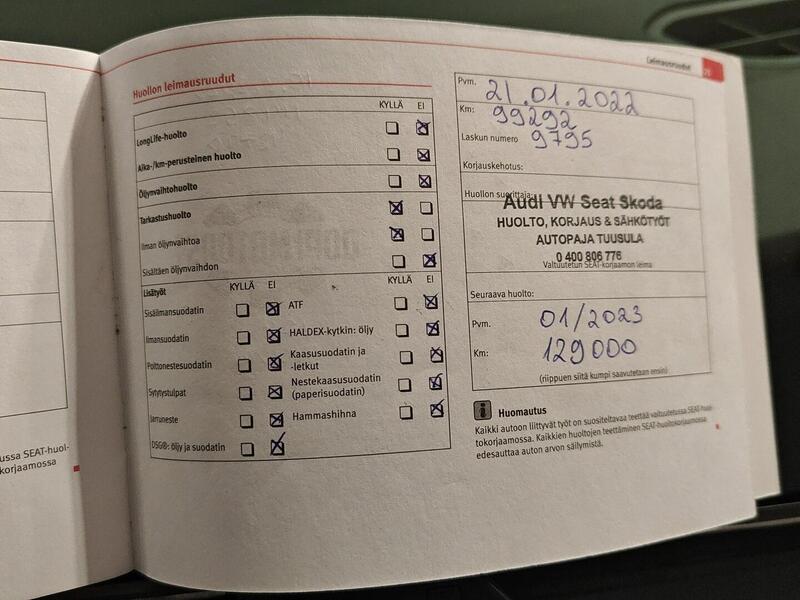 Leimausruudut
Huollon leimausruudut
KYLLÄ EI
LongLife-huolto
Aika-/km-perusteinen huolto
Öljynvaihtohuolto
Tarkastushuolto
Ilman öljynvaihtoa
Sisältäen öljynvaihdon
Lisätyöt KYLLÄ EI KYLLÄ EI
Sisäilmansuodatin
ATF
Ilmansuodatin
HALDEX-kytkin: öljy
Polttonestesuodatin
Kaasusuodatin ja
-letkut
Sytytystulpat
Nestekaasusuodatin
(paperisuodatin)
Jarruneste
Hammashihna
DSG®: öljy ja suodatin
Pvm. 21.01.2022
Km: 99292
Laskun numero 9795
Korjauskehotus:
Huollon suorittaja:
Audi VW Seat Skoda
HUOLTO, KORJAUS & SÄHKÖTYÖT
AUTOPAJA TUUSULA
0 400 806 776
Valtuutetun SEAT-korjaamon leima
Seuraava huolto:
Pvm. 01/2023
Km: 129000
(riippuen siitä kumpi saavutetaan ensin)
i Huomautus
Kaikki autoon liittyvät työt on suositeltavaa teettää valtuutetussa SEAT-huol-
tokorjaamossa. Kaikkien huoltojen teettäminen SEAT-huoltokorjaamossa
edesauttaa auton arvon säilymistä.
ussa SEAT-huol-
korjaamossa